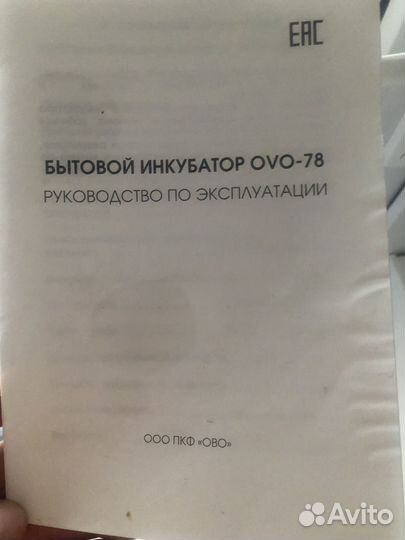 EAC
БЫТОВОЙ ИНКУБАТОР OVO-78
РУКОВОДСТВО ПО ЭКСПЛУАТАЦИИ
ООО ПКФ «ОВО»
Avito